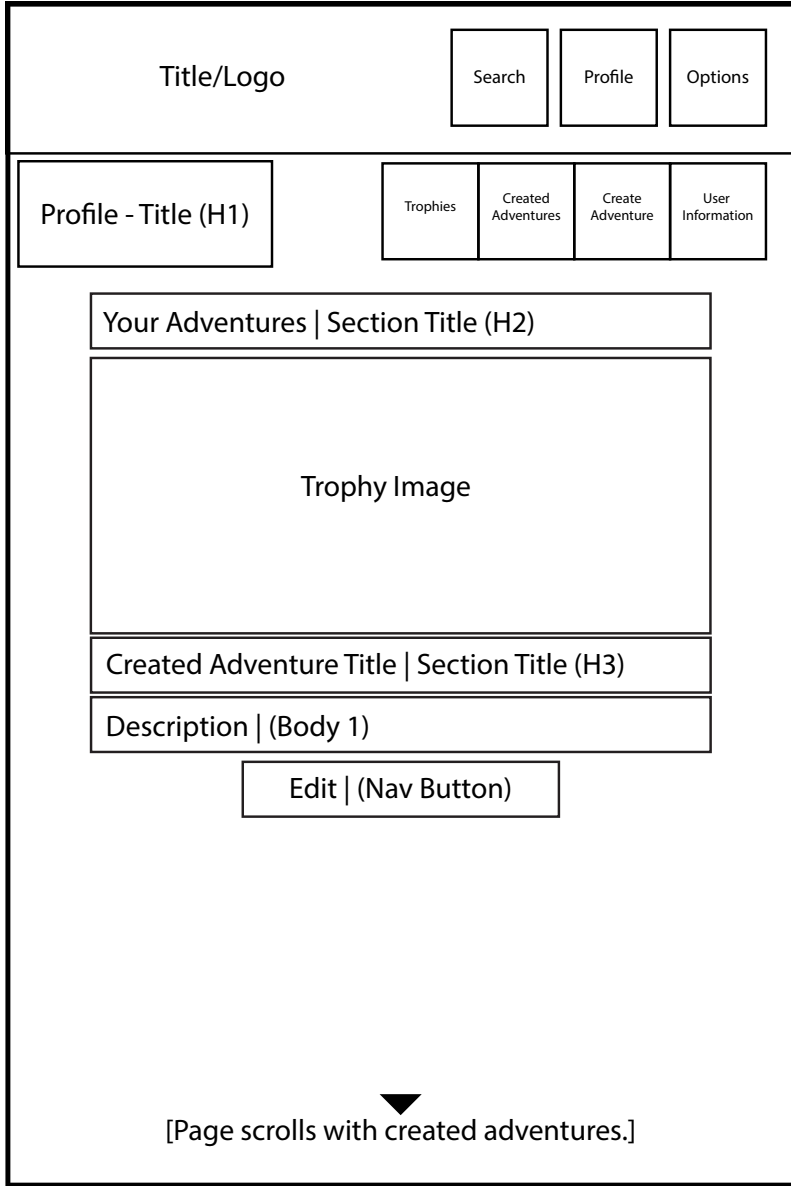 Title/Logo
Search
Profile
Options
Profile - Title (H1)
Trophies
Created
Adventures
Create
Adventure
User
Information
Your Adventures | Section Title (H2)
Trophy Image
Created Adventure Title | Section Title (H3)
Description | (Body 1)
Edit | (Nav Button)
[Page scrolls with created adventures.]